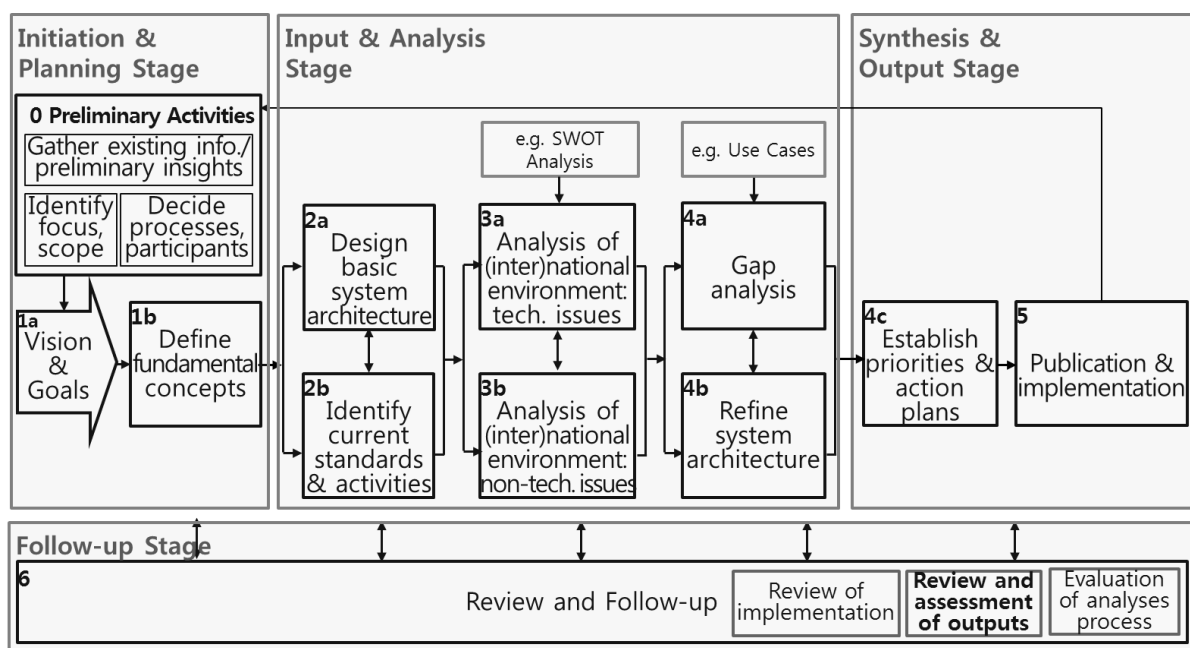 Initiation &
Planning Stage
0 Preliminary Activities
Gather existing info./
preliminary insights
Identify
focus,
scope
Decide
processes,
participants
1a
Vision
&
Goals
1b
Define
fundamental
concepts
Input & Analysis
Stage
2a
Design
basic
system
architecture
2b
Identify
current
standards
& activities
e.g. SWOT
Analysis
3a
Analysis of
(inter)national
environment:
tech. issues
3b
Analysis of
(inter)national
environment:
non-tech. issues
e.g. Use Cases
4a
Gap
analysis
4b
Refine
system
architecture
Synthesis &
Output Stage
4c
Establish
priorities &
action
plans
5
Publication &
implementation
Follow-up Stage
6
Review and Follow-up
Review of
implementation
Review and
assessment
of outputs
Evaluation
of analyses
process